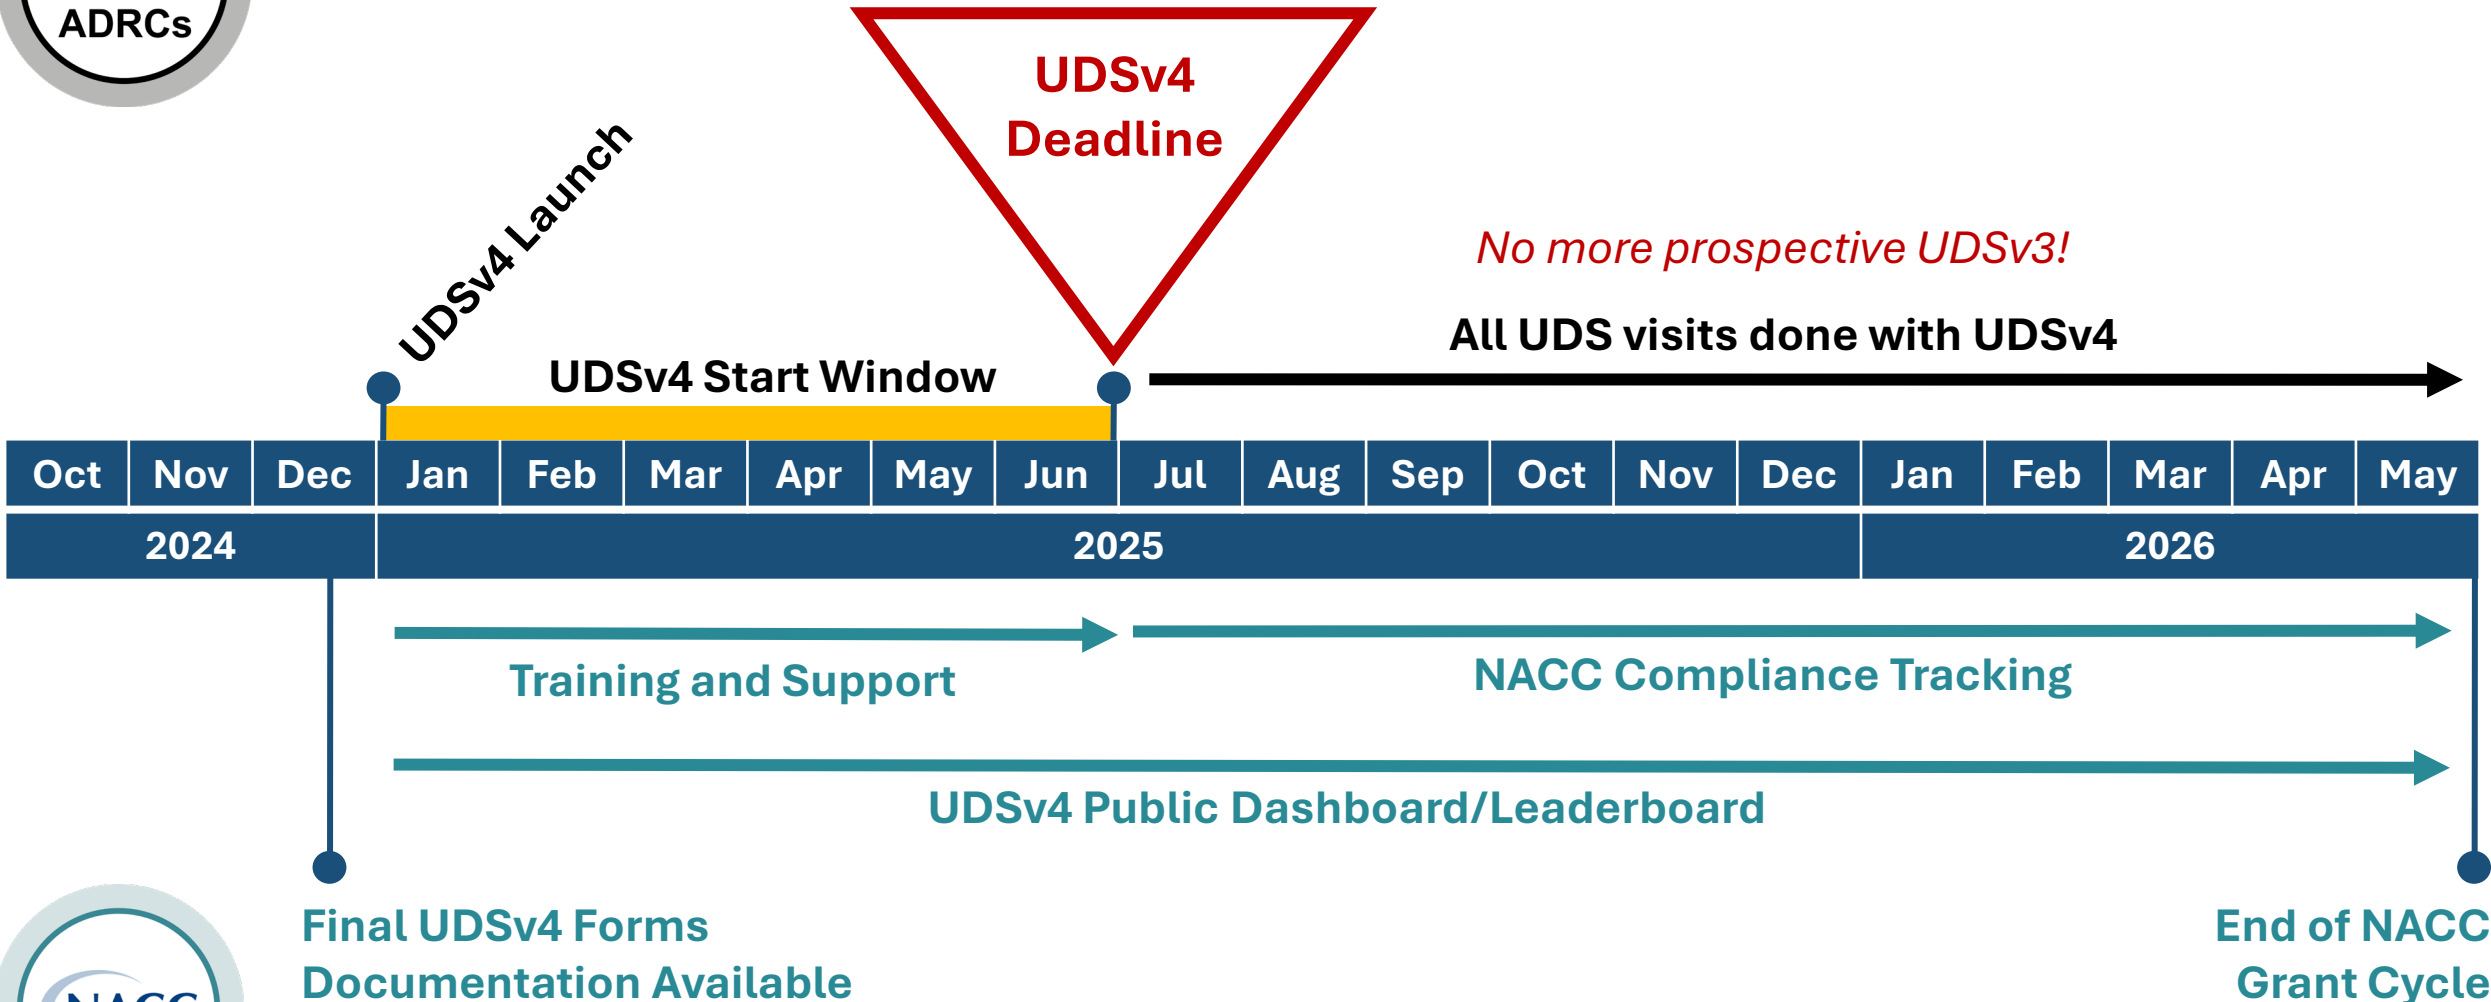 ADRCs
UDSv4
Deadline
UDSv4 Launch
No more prospective UDSv3!
All UDS visits done with UDSv4
UDSv4 Start Window
Oct Nov Dec Jan Feb Mar Apr May Jun Jul Aug Sep Oct Nov Dec Jan Feb Mar Apr May
2024 2025 2026
Training and Support
NACC Compliance Tracking
UDSv4 Public Dashboard/Leaderboard
Final UDSv4 Forms
Documentation Available
End of NACC
Grant Cycle
NACC